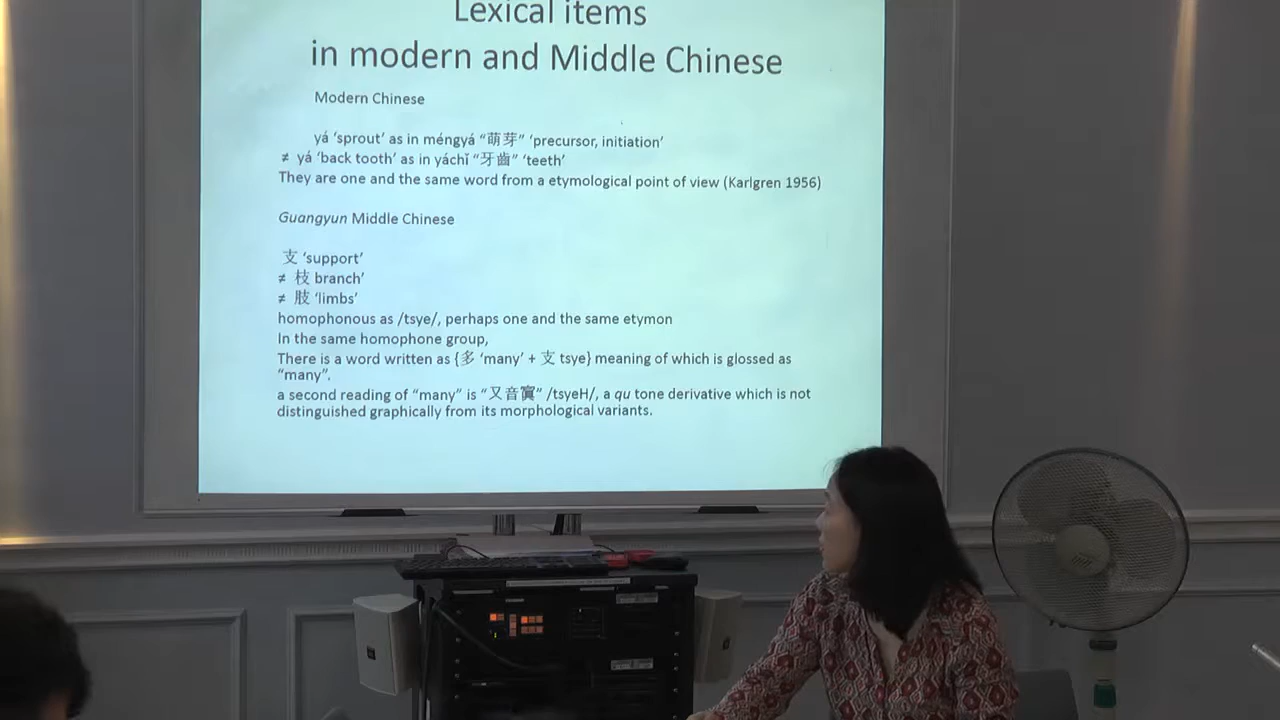 Lexical items
in modern and Middle Chinese
Modern Chinese
yá ‘sprout’ as in méngyá “萌芽” ‘precursor, initiation’
≠ yá ‘back tooth’ as in yáchǐ “牙齒” ‘teeth’
They are one and the same word from a etymological point of view (Karlgren 1956)
Guangyun Middle Chinese
支 ‘support’
≠ 枝 branch’
≠ 肢 ‘limbs’
homophonous as /tsye/, perhaps one and the same etymon
In the same homophone group,
There is a word written as {多 ‘many’ + 支 tsye} meaning of which is glossed as
“many”.
a second reading of “many” is “又音寘” /tsyeH/, a qu tone derivative which is not
distinguished graphically from its morphological variants.